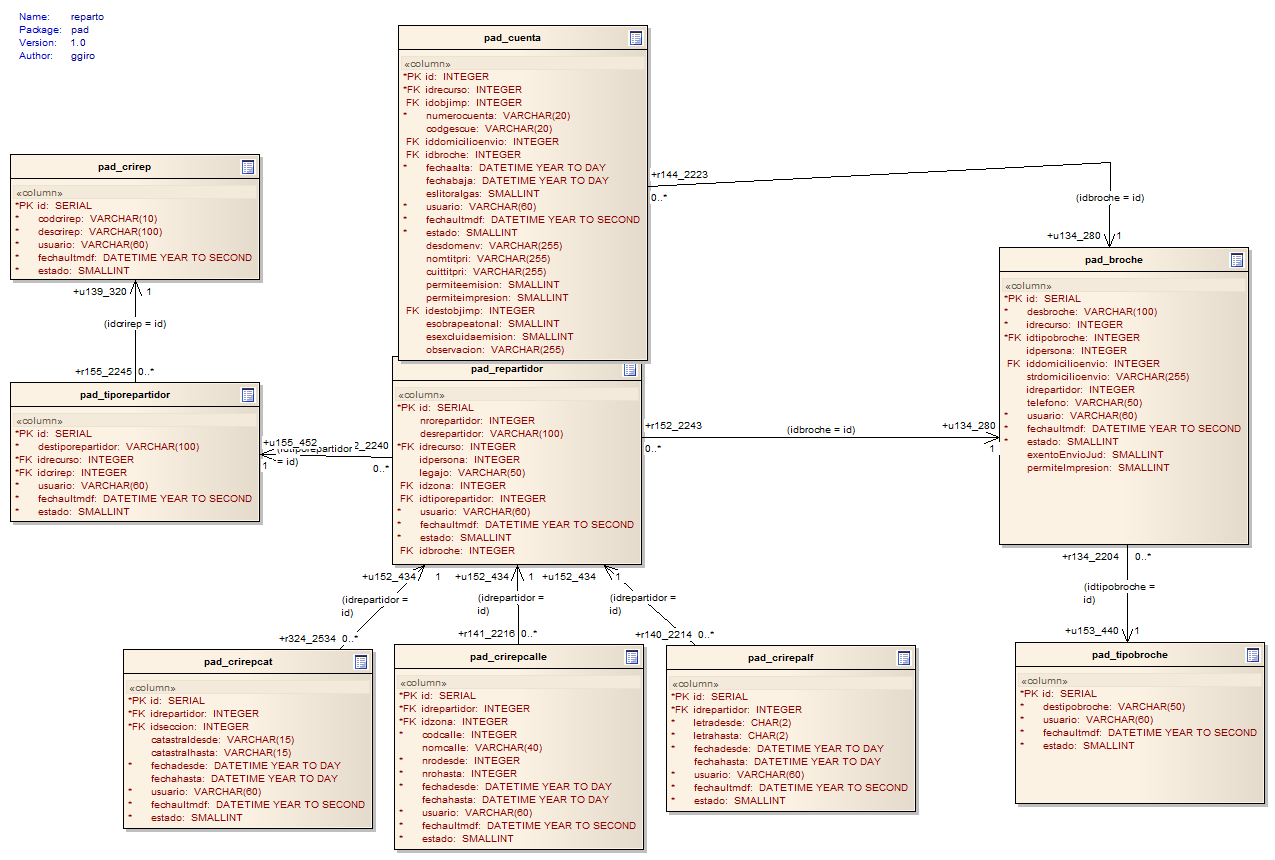 Name: reparto
Package: pad
Version: 1.0
Author: ggiro
pad_cuenta
«column»
*PK id: INTEGER
*FK idrecurso: INTEGER
FK idobjimp: INTEGER
* numerocuenta: VARCHAR(20)
codgescue: VARCHAR(20)
FK iddomicilioenvio: INTEGER
FK idbroche: INTEGER
* fechaalta: DATETIME YEAR TO DAY
fechabaja: DATETIME YEAR TO DAY
eslitoralgas: SMALLINT
* usuario: VARCHAR(60)
* fechaultmdf: DATETIME YEAR TO SECOND
* estado: SMALLINT
desdomenv: VARCHAR(255)
nomtitpri: VARCHAR(255)
cuittitpri: VARCHAR(255)
permiteemision: SMALLINT
permiteimpresion: SMALLINT
FK idestobjimp: INTEGER
esobrapeatonal: SMALLINT
esexcluidaemision: SMALLINT
observacion: VARCHAR(255)
pad_crirep
«column»
*PK id: SERIAL
* codcrirep: VARCHAR(10)
* descrirep: VARCHAR(100)
* usuario: VARCHAR(60)
* fechaultmdf: DATETIME YEAR TO SECOND
* estado: SMALLINT
+u139_320 1
(idcrirep = id)
+r155_2245 0..*
+r144_2223
0..*
(idbroche = id)
+u134_280 1
pad_broche
«column»
*PK id: SERIAL
* desbroche: VARCHAR(100)
* idrecurso: INTEGER
*FK idtipobroche: INTEGER
idpersona: INTEGER
FK iddomicilioenvio: INTEGER
strdomicilioenvio: VARCHAR(255)
idrepartidor: INTEGER
telefono: VARCHAR(50)
* usuario: VARCHAR(60)
* fechaultmdf: DATETIME YEAR TO SECOND
* estado: SMALLINT
exentoEnvioJud: SMALLINT
permiteImpresion: SMALLINT
pad_tiporepartidor
«column»
*PK id: SERIAL
* destiporepartidor: VARCHAR(100)
*FK idrecurso: INTEGER
*FK idcrirep: INTEGER
* usuario: VARCHAR(60)
* fechaultmdf: DATETIME YEAR TO SECOND
* estado: SMALLINT
+u155_452
2_2240
1
= id)
0..*
pad_repartidor
«column»
*PK id: SERIAL
nrorepartidor: INTEGER
desrepartidor: VARCHAR(100)
*FK idrecurso: INTEGER
idpersona: INTEGER
legajo: VARCHAR(50)
FK idzona: INTEGER
FK idtiporepartidor: INTEGER
* usuario: VARCHAR(60)
* fechaultmdf: DATETIME YEAR TO SECOND
* estado: SMALLINT
FK idbroche: INTEGER
+r152_2243
0..*
(idbroche = id)
+u134_280
1
+u152_434 1
+u152_434 1
+u152_434 1
(idrepartidor =
id)
(idrepartidor =
id)
(idrepartidor =
id)
+r324_2534 0..*
+r141_2216 0..*
+r140_2214 0..*
+r134_2204 0..*
(idtipobroche =
id)
+u153_440 1
pad_crirepcat
«column»
*PK id: SERIAL
*FK idrepartidor: INTEGER
*FK idseccion: INTEGER
catastraldesde: VARCHAR(15)
catastralhasta: VARCHAR(15)
* fechadesde: DATETIME YEAR TO DAY
fechahasta: DATETIME YEAR TO DAY
* usuario: VARCHAR(60)
* fechaultmdf: DATETIME YEAR TO SECOND
* estado: SMALLINT
pad_crirepcalle
«column»
*PK id: SERIAL
*FK idrepartidor: INTEGER
*FK idzona: INTEGER
* codcalle: INTEGER
* nomcalle: VARCHAR(40)
* nrodesde: INTEGER
* nrohasta: INTEGER
* fechadesde: DATETIME YEAR TO DAY
fechahasta: DATETIME YEAR TO DAY
* usuario: VARCHAR(60)
* fechaultmdf: DATETIME YEAR TO SECOND
* estado: SMALLINT
pad_crirepalf
«column»
*PK id: SERIAL
*FK idrepartidor: INTEGER
* letradesde: CHAR(2)
* letrahasta: CHAR(2)
* fechadesde: DATETIME YEAR TO DAY
fechahasta: DATETIME YEAR TO DAY
* usuario: VARCHAR(60)
* fechaultmdf: DATETIME YEAR TO SECOND
* estado: SMALLINT
pad_tipobroche
«column»
*PK id: SERIAL
* destipobroche: VARCHAR(50)
* usuario: VARCHAR(60)
* fechaultmdf: DATETIME YEAR TO SECOND
* estado: SMALLINT